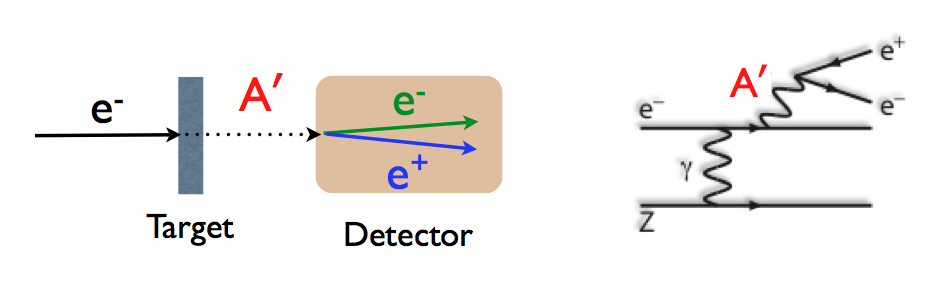 e⁻
A′
e⁻
e⁺
Target
Detector
e⁻
A′
e⁺
e⁻
γ
Z